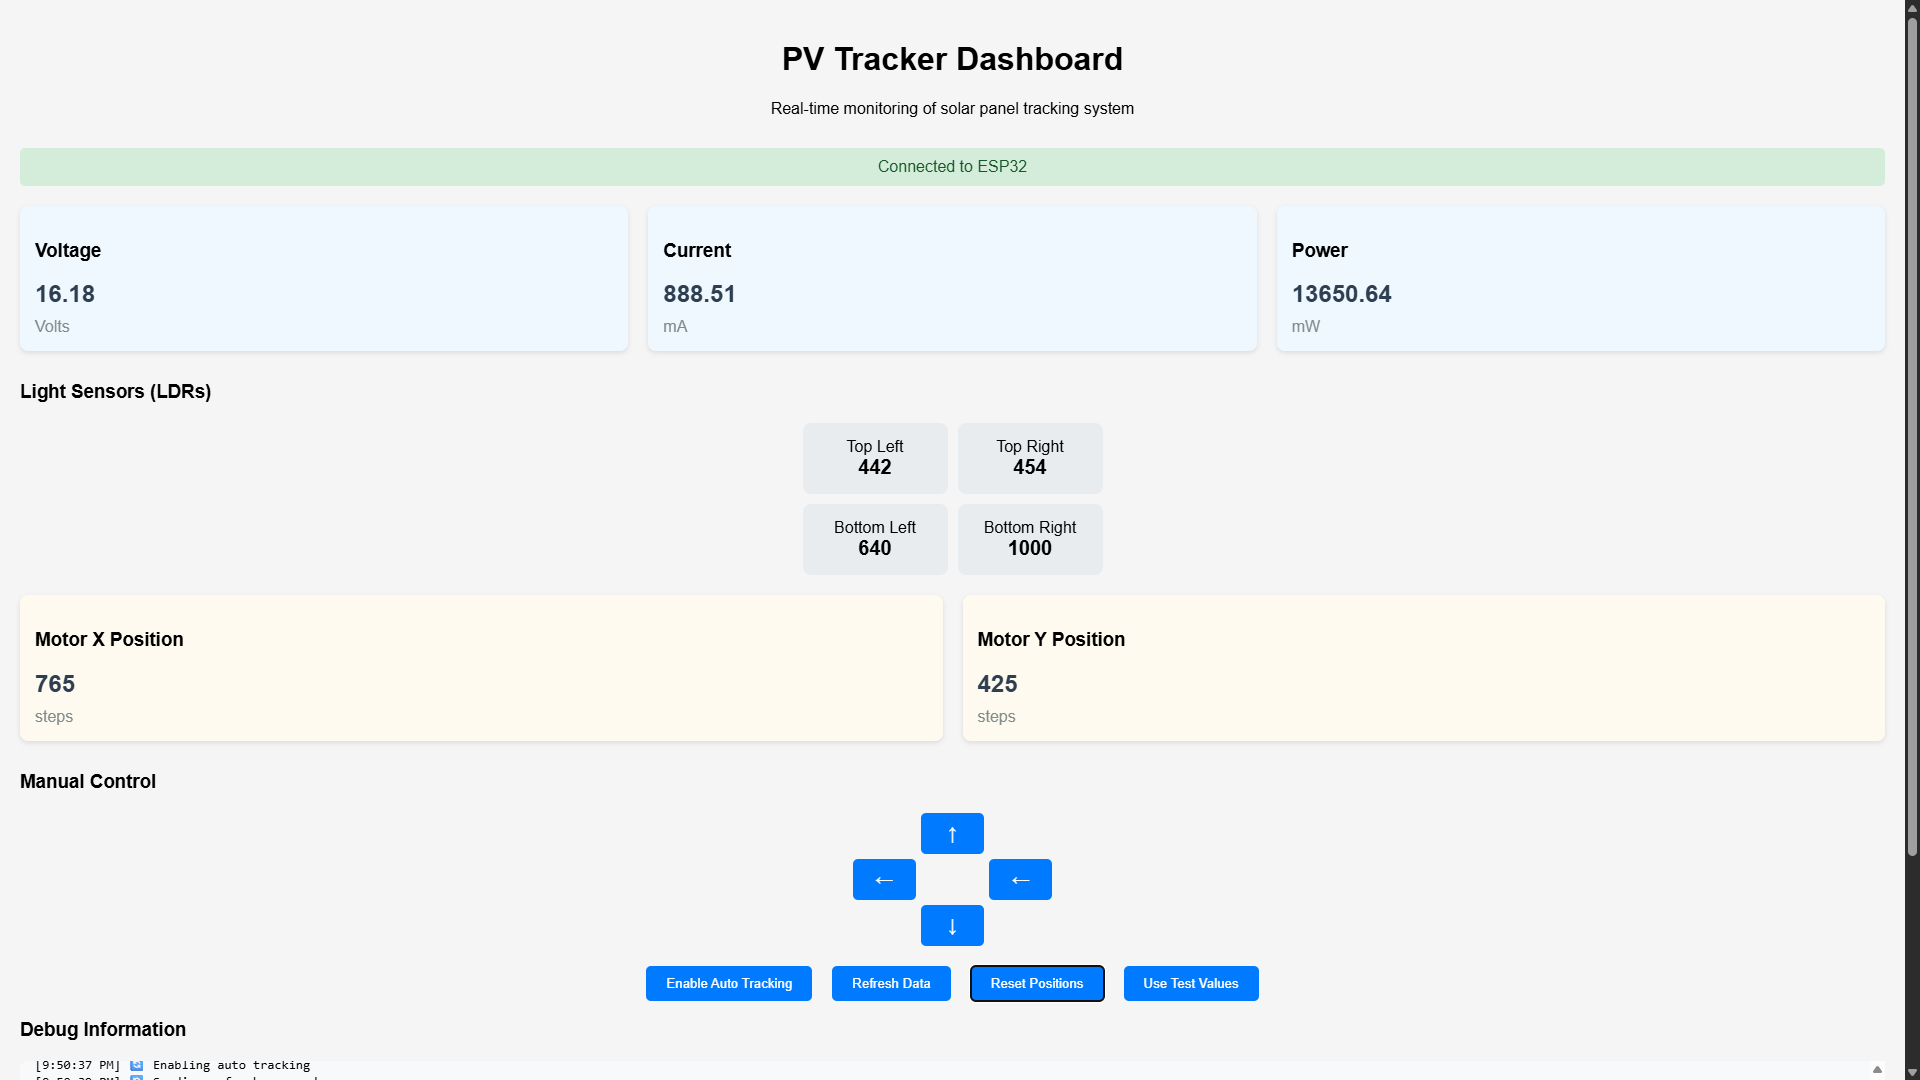 PV Tracker Dashboard
Real-time monitoring of solar panel tracking system
Connected to ESP32
Voltage
16.18
Volts
Current
888.51
mA
Power
13650.64
mW
Light Sensors (LDRs)
Top Left
442
Top Right
454
Bottom Left
640
Bottom Right
1000
Motor X Position
765
steps
Motor Y Position
425
steps
Manual Control
↑
← ←
↓
Enable Auto Tracking Refresh Data Reset Positions Use Test Values
Debug Information
[9:50:37 PM] 🔄 Enabling auto tracking